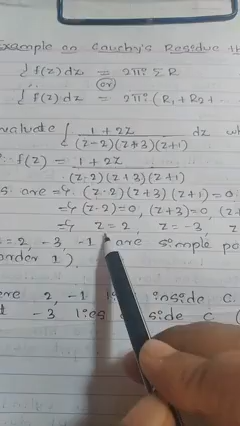 Example on Cauchy's Residue th
∫ f(z) dz = 2πi Σ R
(or)
∫ f(z) dz = 2πi (R₁ + R₂ +
valuate ∫ 1 + 2z / (z-2)(z+3)(z+1) dz wh
f(z) = 1 + 2z / (z-2)(z+3)(z+1)
s are ⇒ (z-2)(z+3)(z+1) = 0
⇒ (z-2) = 0, (z+3) = 0, (z+
⇒ z = 2, z = -3, z
= 2, -3, -1 are simple po
order 1).
ere 2, -1 inside C.
-3 lies side C (